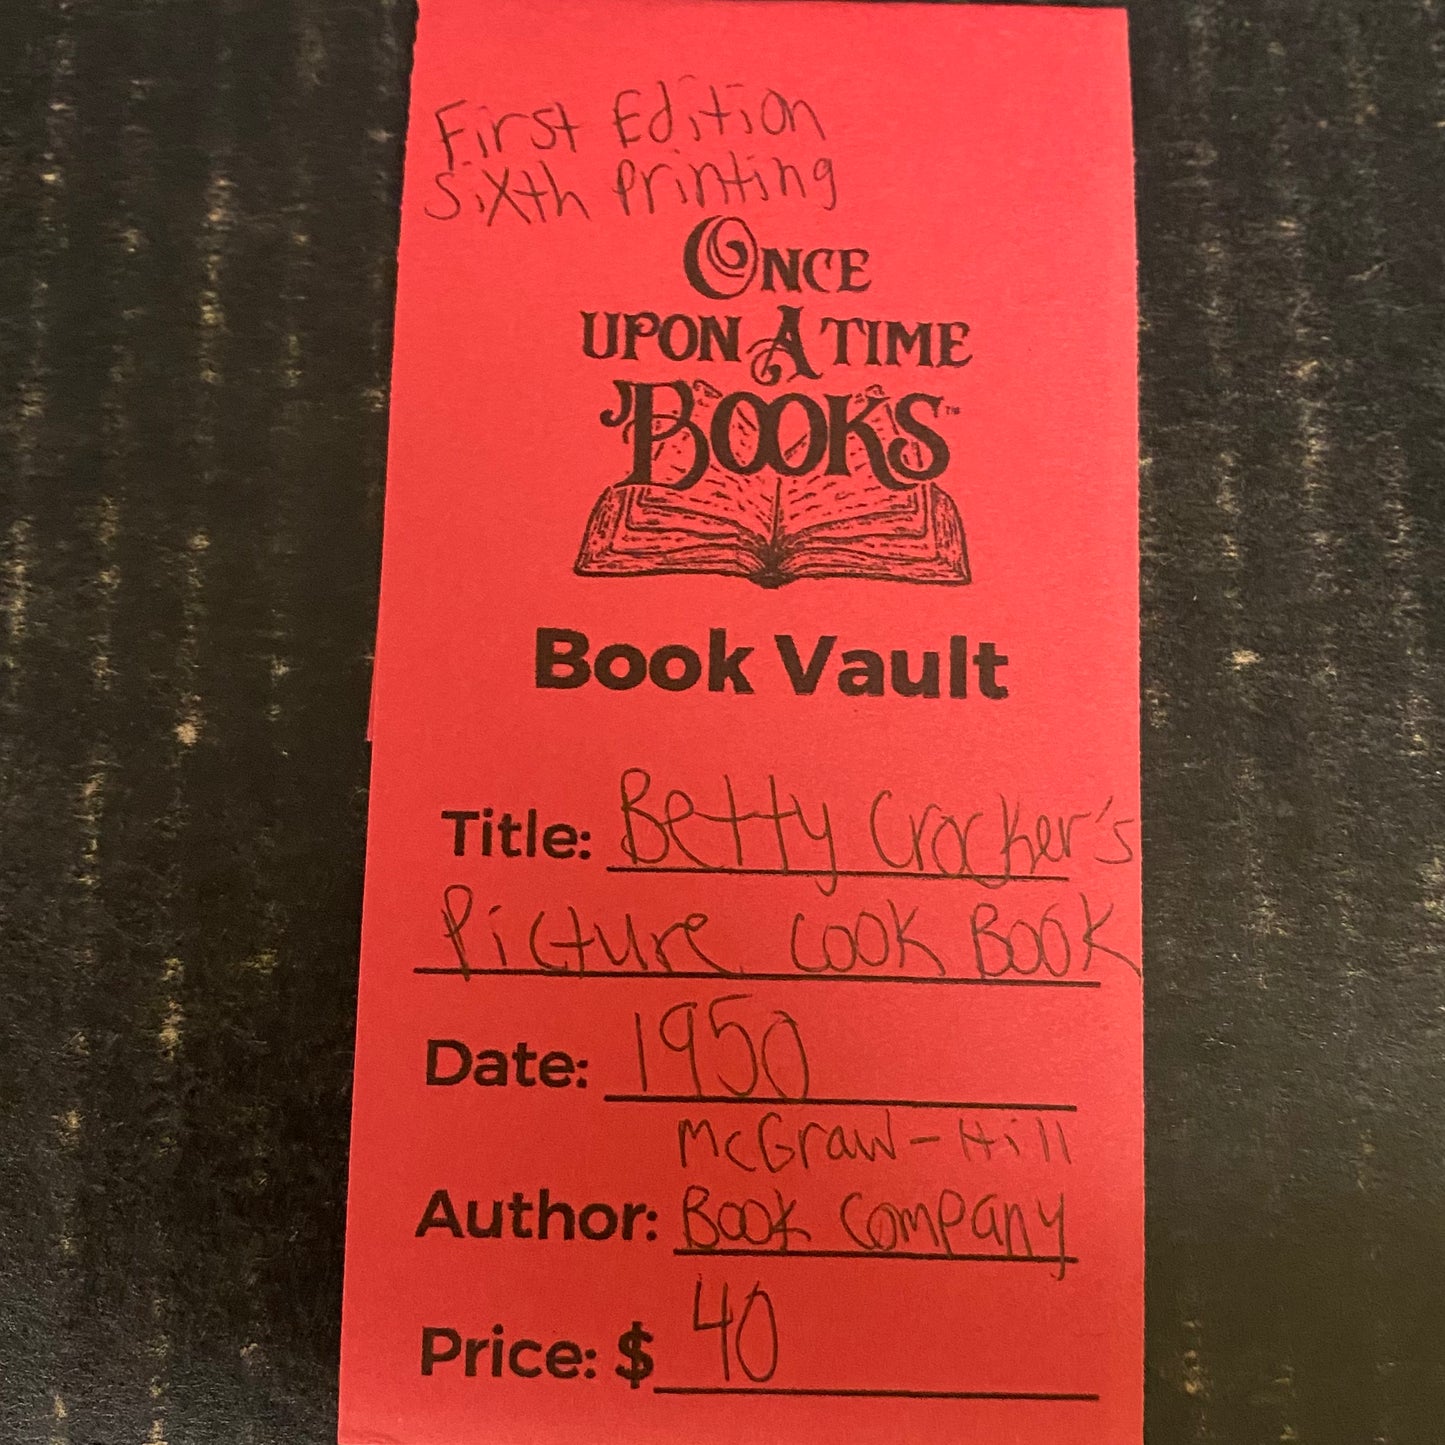 First Edition
Sixth Printing
ONCE
UPON A TIME
BOOKS™
Book Vault
Title: Betty Crocker's
Picture Cook Book
Date: 1950
McGraw-Hill
Author: Book Company
Price: $ 40